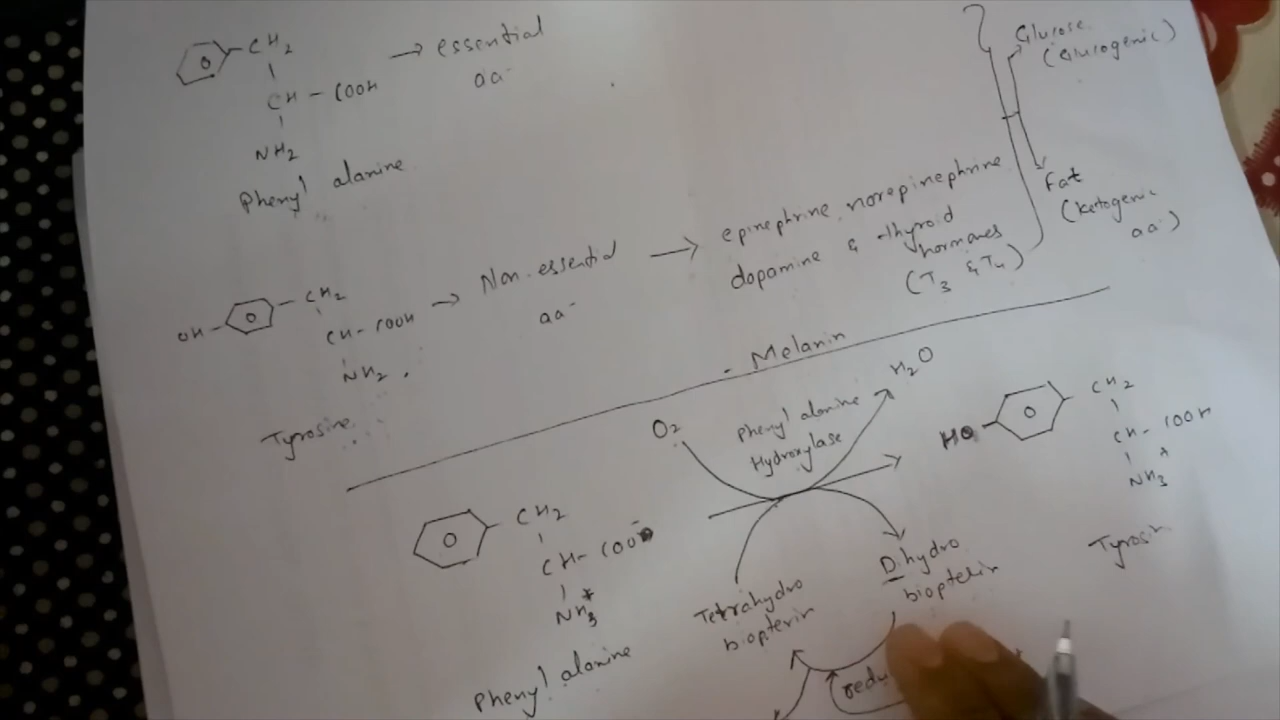 CH2 → essential
aa-
CH - COOH
NH2
Phenyl alanine
Glucose
(Glucogenic)
Fat
(Ketogenic
aa-)
OH - CH2 → Non-essential → epinephrine, norepinephrine
aa-
dopamine & thyroid
hormones
(T3 & T4)
CH - COOH
NH2.
Tyrosine
- Melanin
O2
Phenyl alanine
Hydroxylase
H2O
HO
CH2
CH - COOH
NH3
Tyrosin
CH2
CH - COO
NH3
Phenyl alanine
Tetrahydro
biopterin
Dihydro
biopterin
(redu